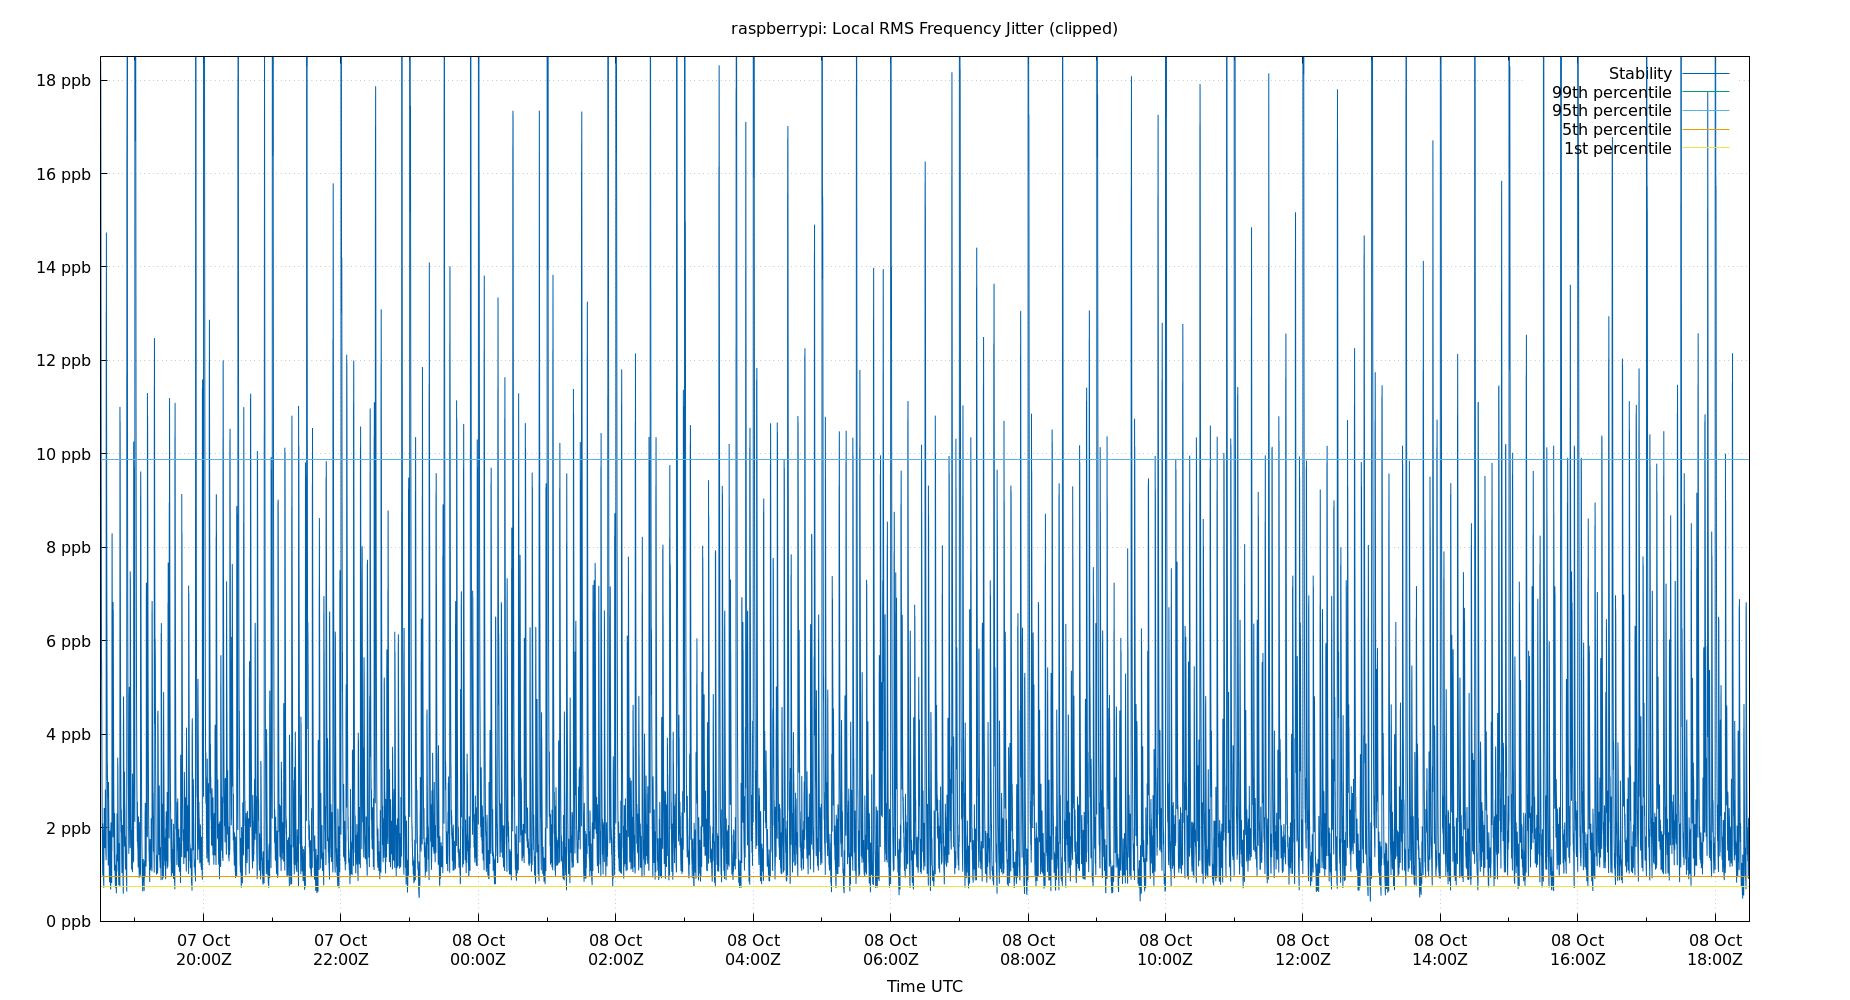 raspberrypi: Local RMS Frequency Jitter (clipped)
18 ppb
16 ppb
14 ppb
12 ppb
10 ppb
8 ppb
6 ppb
4 ppb
2 ppb
0 ppb
Stability
99th percentile
95th percentile
5th percentile
1st percentile
07 Oct
20:00Z
07 Oct
22:00Z
08 Oct
00:00Z
08 Oct
02:00Z
08 Oct
04:00Z
08 Oct
06:00Z
08 Oct
08:00Z
08 Oct
10:00Z
08 Oct
12:00Z
08 Oct
14:00Z
08 Oct
16:00Z
08 Oct
18:00Z
Time UTC